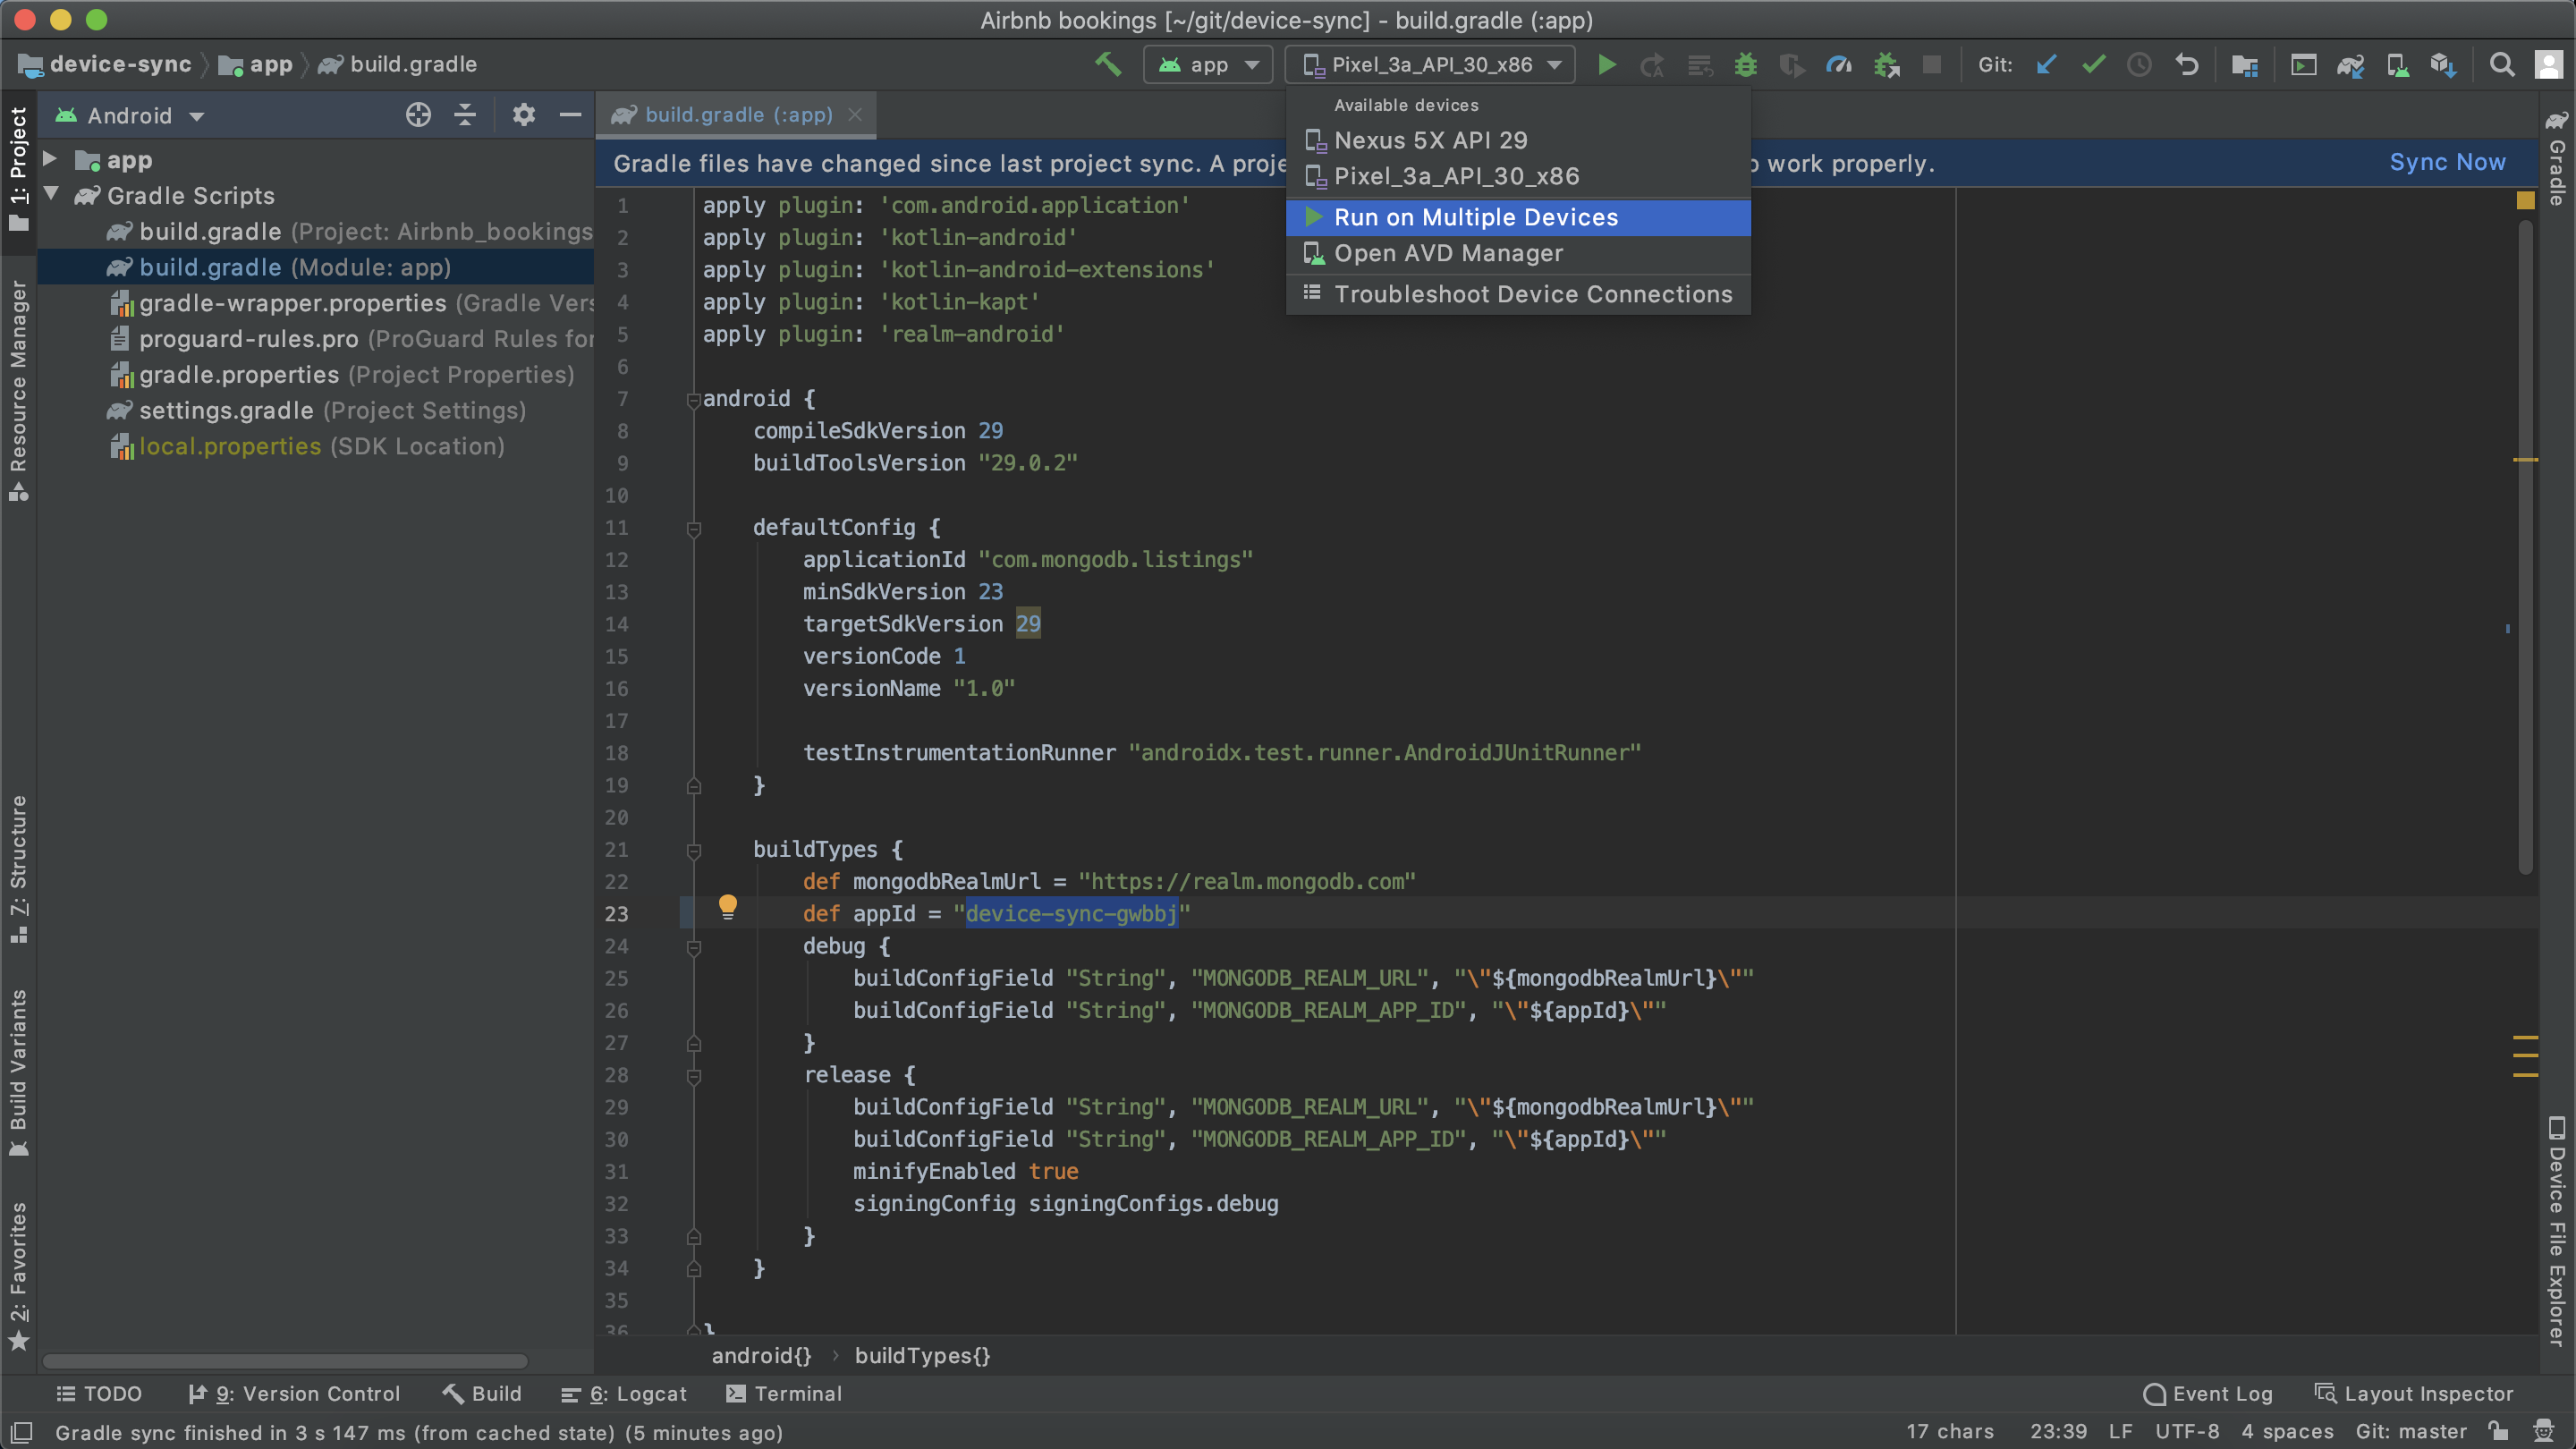 Airbnb bookings [~/git/device-sync] - build.gradle (:app)
device-sync app build.gradle
app Pixel_3a_API_30_x86 Git:
Android
build.gradle (:app)
Available devices
Nexus 5X API 29
Pixel_3a_API_30_x86
Run on Multiple Devices
Open AVD Manager
Troubleshoot Device Connections
1: Project
Resource Manager
7: Structure
Build Variants
2: Favorites
Gradle
Device File Explorer
app
Gradle Scripts
build.gradle (Project: Airbnb_bookings
build.gradle (Module: app)
gradle-wrapper.properties (Gradle Vers
proguard-rules.pro (ProGuard Rules for
gradle.properties (Project Properties)
settings.gradle (Project Settings)
local.properties (SDK Location)
Gradle files have changed since last project sync. A proje work properly. Sync Now
1 apply plugin: 'com.android.application'
2 apply plugin: 'kotlin-android'
3 apply plugin: 'kotlin-android-extensions'
4 apply plugin: 'kotlin-kapt'
5 apply plugin: 'realm-android'
6
7 android {
8 compileSdkVersion 29
9 buildToolsVersion "29.0.2"
10
11 defaultConfig {
12 applicationId "com.mongodb.listings"
13 minSdkVersion 23
14 targetSdkVersion 29
15 versionCode 1
16 versionName "1.0"
17
18 testInstrumentationRunner "androidx.test.runner.AndroidJUnitRunner"
19 }
20
21 buildTypes {
22 def mongodbRealmUrl = "https://realm.mongodb.com"
23 def appId = "device-sync-gwbbj"
24 debug {
25 buildConfigField "String", "MONGODB_REALM_URL", "\"${mongodbRealmUrl}\""
26 buildConfigField "String", "MONGODB_REALM_APP_ID", "\"${appId}\""
27 }
28 release {
29 buildConfigField "String", "MONGODB_REALM_URL", "\"${mongodbRealmUrl}\""
30 buildConfigField "String", "MONGODB_REALM_APP_ID", "\"${appId}\""
31 minifyEnabled true
32 signingConfig signingConfigs.debug
33 }
34 }
35
36 }
android{} › buildTypes{}
TODO 9: Version Control Build 6: Logcat Terminal Event Log Layout Inspector
Gradle sync finished in 3 s 147 ms (from cached state) (5 minutes ago) 17 chars 23:39 LF UTF-8 4 spaces Git: master